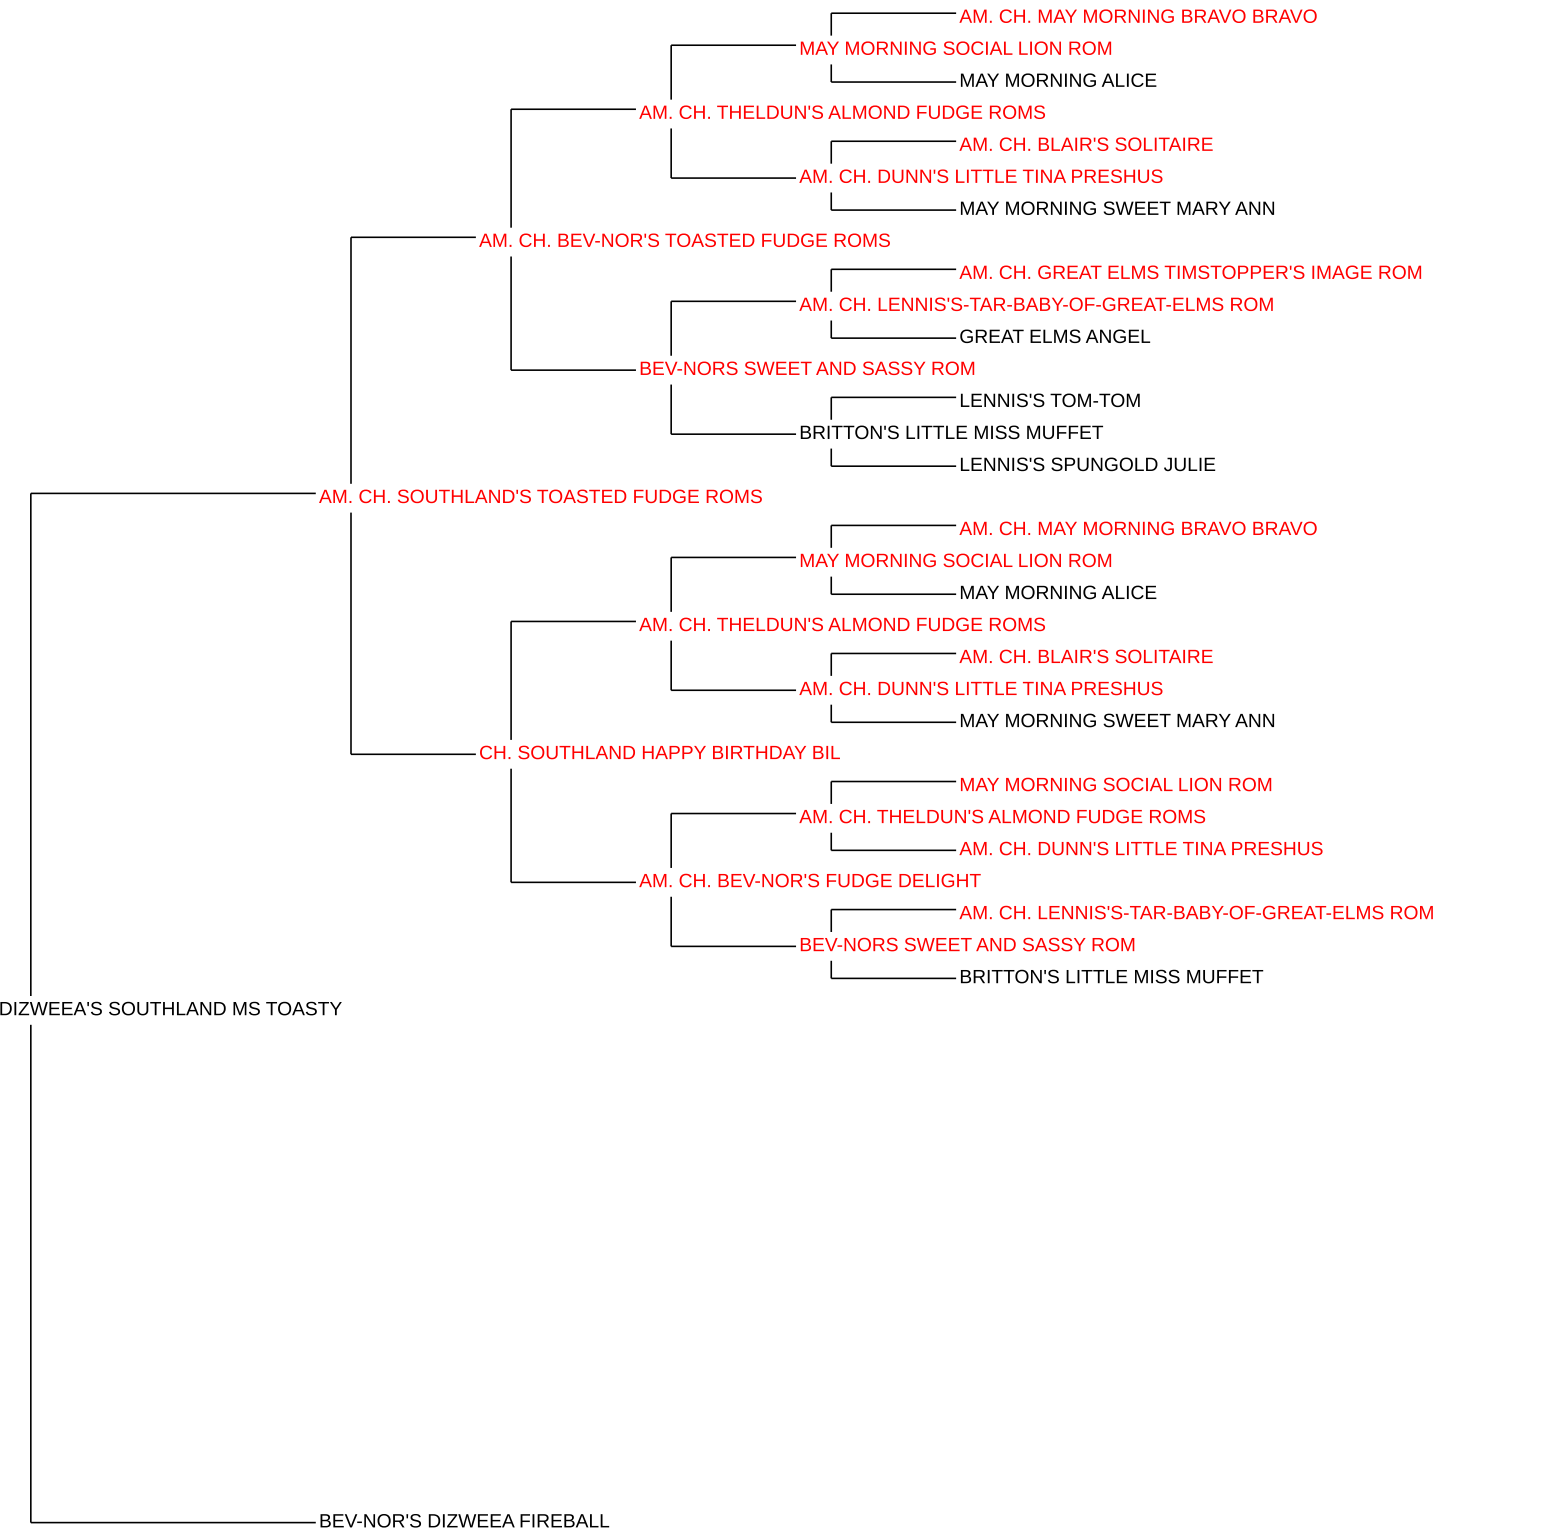 AM. CH. MAY MORNING BRAVO BRAVO
MAY MORNING SOCIAL LION ROM
MAY MORNING ALICE
AM. CH. THELDUN'S ALMOND FUDGE ROMS
AM. CH. BLAIR'S SOLITAIRE
AM. CH. DUNN'S LITTLE TINA PRESHUS
MAY MORNING SWEET MARY ANN
AM. CH. BEV-NOR'S TOASTED FUDGE ROMS
AM. CH. GREAT ELMS TIMSTOPPER'S IMAGE ROM
AM. CH. LENNIS'S-TAR-BABY-OF-GREAT-ELMS ROM
GREAT ELMS ANGEL
BEV-NORS SWEET AND SASSY ROM
LENNIS'S TOM-TOM
BRITTON'S LITTLE MISS MUFFET
LENNIS'S SPUNGOLD JULIE
AM. CH. SOUTHLAND'S TOASTED FUDGE ROMS
AM. CH. MAY MORNING BRAVO BRAVO
MAY MORNING SOCIAL LION ROM
MAY MORNING ALICE
AM. CH. THELDUN'S ALMOND FUDGE ROMS
AM. CH. BLAIR'S SOLITAIRE
AM. CH. DUNN'S LITTLE TINA PRESHUS
MAY MORNING SWEET MARY ANN
CH. SOUTHLAND HAPPY BIRTHDAY BIL
MAY MORNING SOCIAL LION ROM
AM. CH. THELDUN'S ALMOND FUDGE ROMS
AM. CH. DUNN'S LITTLE TINA PRESHUS
AM. CH. BEV-NOR'S FUDGE DELIGHT
AM. CH. LENNIS'S-TAR-BABY-OF-GREAT-ELMS ROM
BEV-NORS SWEET AND SASSY ROM
BRITTON'S LITTLE MISS MUFFET
DIZWEEA'S SOUTHLAND MS TOASTY
BEV-NOR'S DIZWEEA FIREBALL